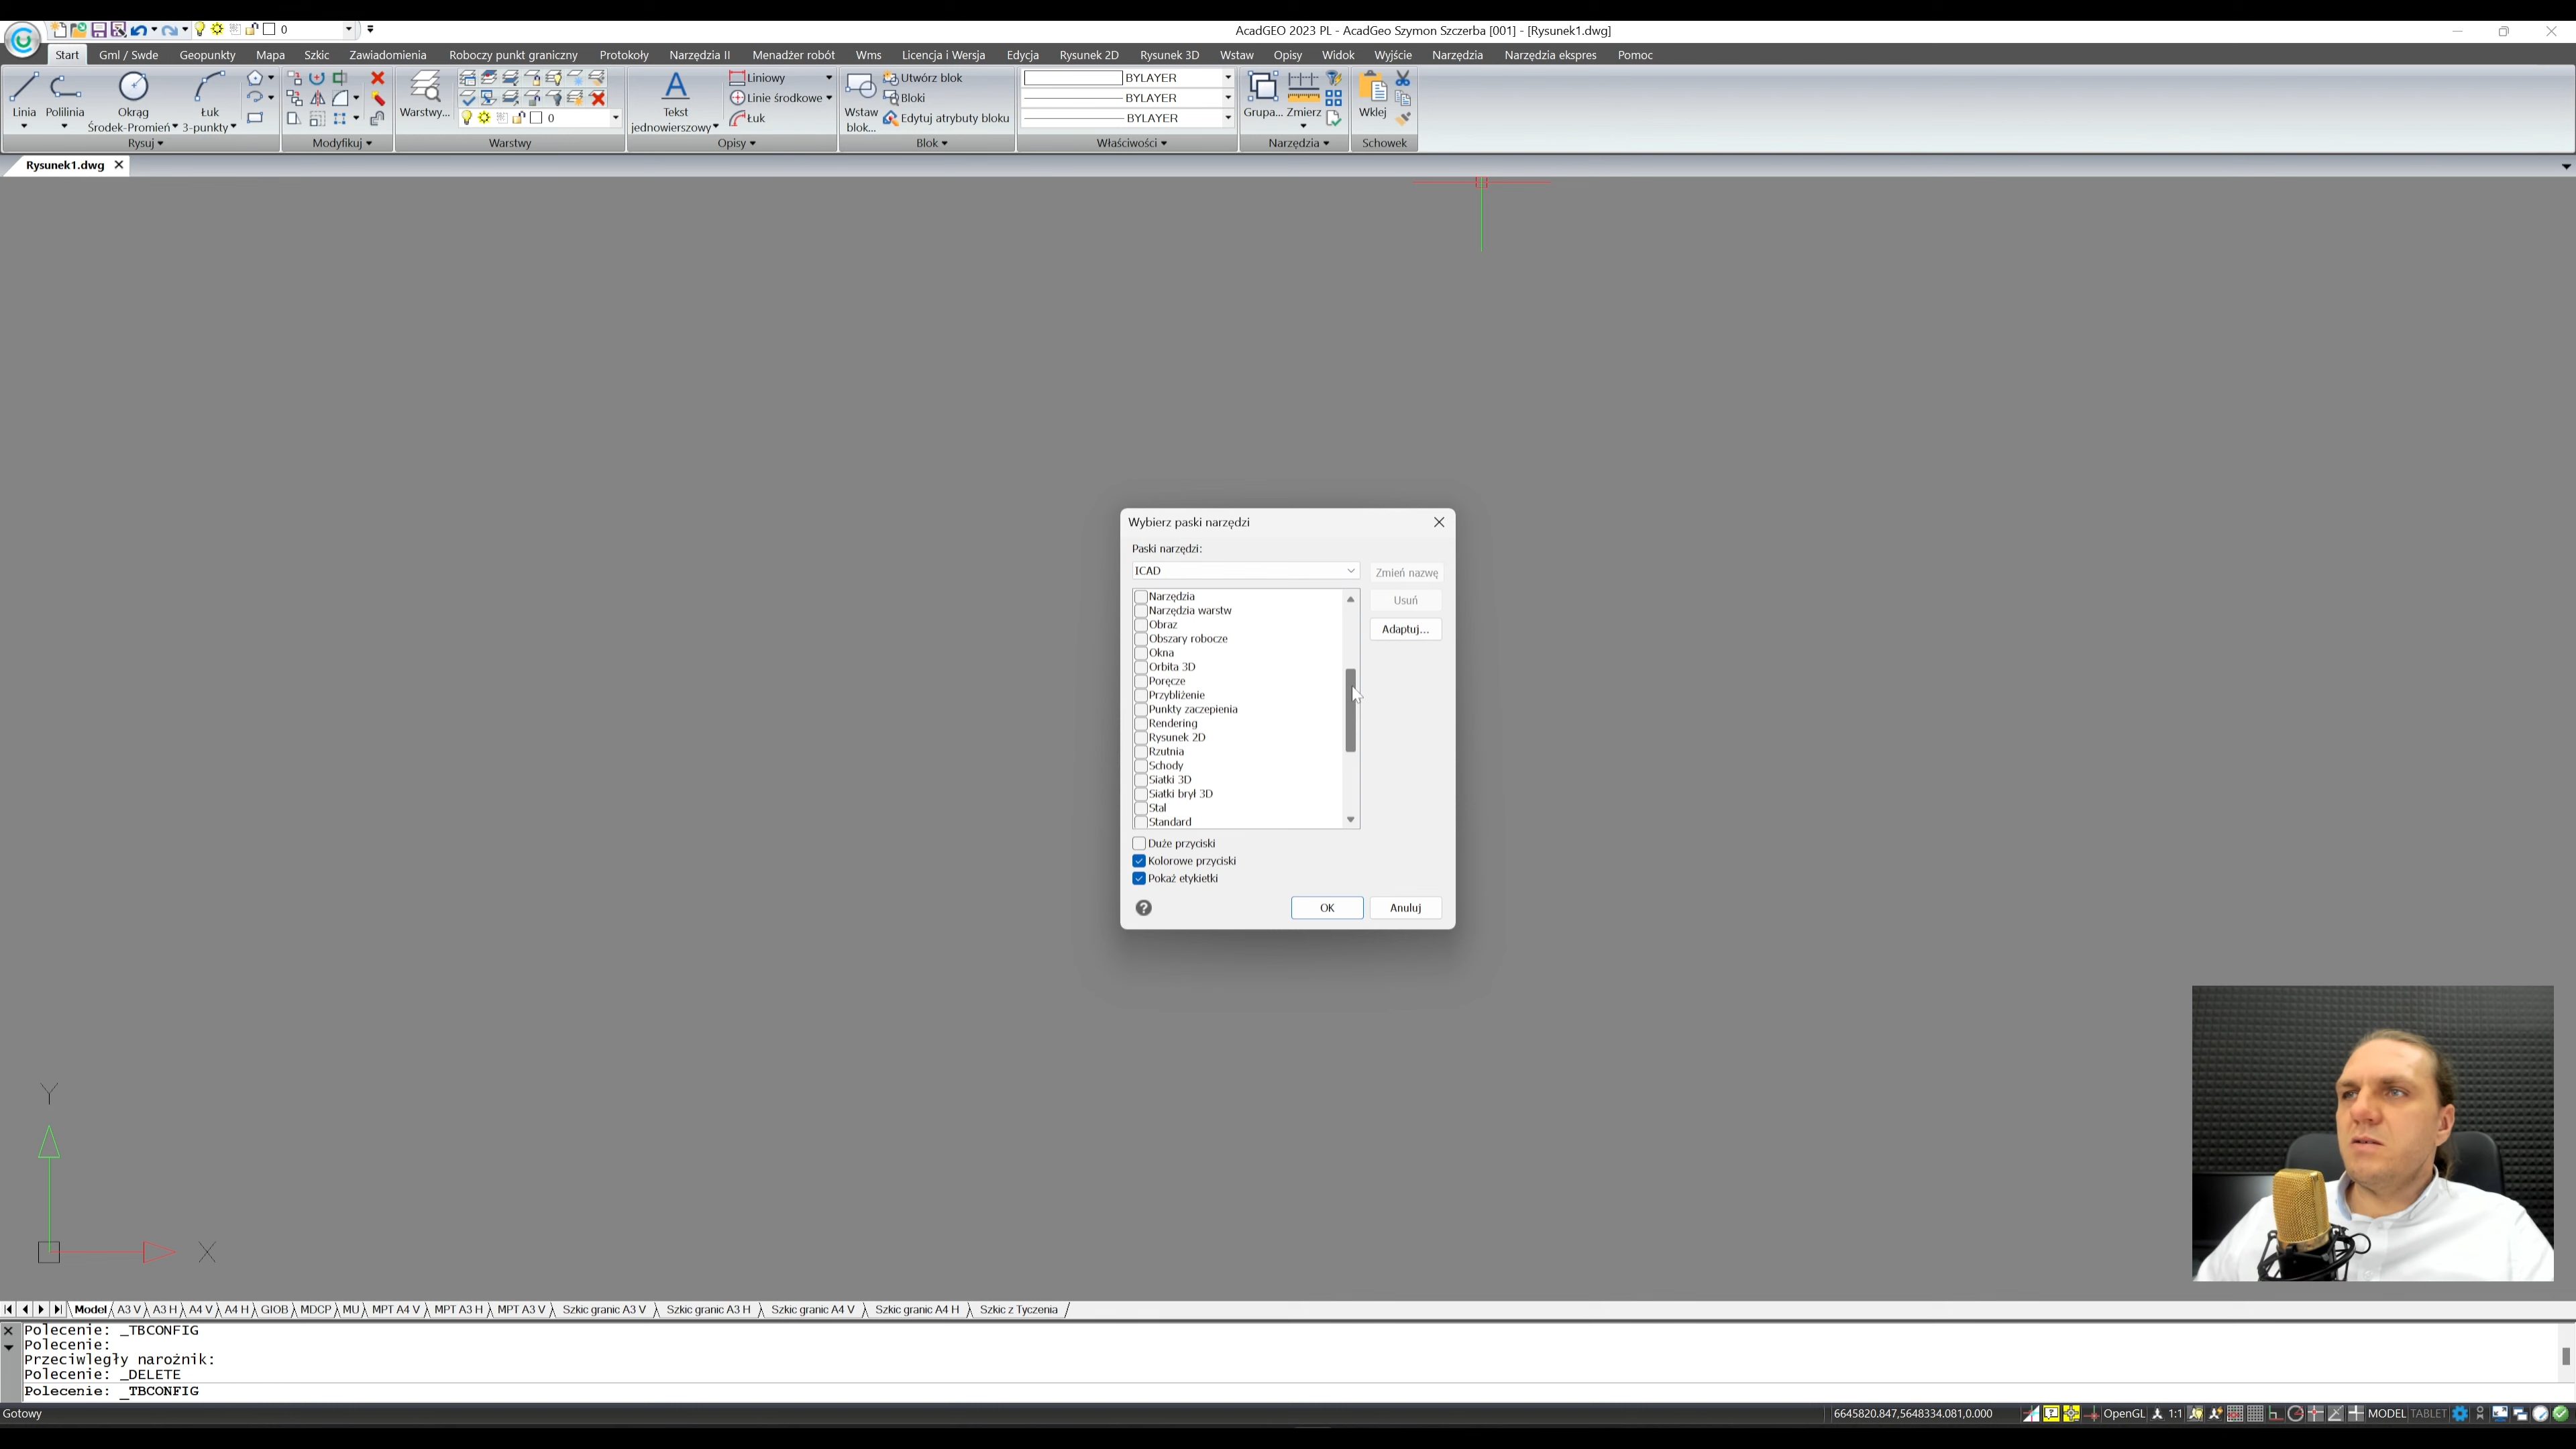 0
AcadGEO 2023 PL - AcadGeo Szymon Szczerba [001] - [Rysunek1.dwg]
Start Gml / Swde Geopunkty Mapa Szkic Zawiadomienia Roboczy punkt graniczny Protokoły Narzędzia II Menadżer robót Wms Licencja i Wersja Edycja Rysunek 2D Rysunek 3D Wstaw Opisy Widok Wyjście Narzędzia Narzędzia ekspres Pomoc
Linia
Polilinia
Okrąg
Środek-Promień
Łuk
3-punkty
Rysuj
Modyfikuj
Warstwy...
0
Warstwy
Tekst
jednowierszowy
Liniowy
Linie środkowe
Łuk
Opisy
Wstaw
blok...
Utwórz blok
Bloki
Edytuj atrybuty bloku
Blok
BYLAYER
BYLAYER
BYLAYER
Właściwości
Grupa...
Zmierz
Narzędzia
Wklej
Schowek
Rysunek1.dwg
Wybierz paski narzędzi
Paski narzędzi:
ICAD
Zmień nazwę
Usuń
Adaptuj...
Narzędzia
Narzędzia warstw
Obraz
Obszary robocze
Okna
Orbita 3D
Poręcze
Przybliżenie
Punkty zaczepienia
Rendering
Rysunek 2D
Rzutnia
Schody
Siatki 3D
Siatki brył 3D
Stal
Standard
Duże przyciski
Kolorowe przyciski
Pokaż etykietki
OK
Anuluj
Y
X
Model A3 V A3 H A4 V A4 H GIOB MDCP MU MPT A4 V MPT A3 H MPT A3 V Szkic granic A3 V Szkic granic A3 H Szkic granic A4 V Szkic granic A4 H Szkic z Tyczenia
Polecenie: _TBCONFIG
Polecenie:
Przeciwległy narożnik:
Polecenie: _DELETE
Polecenie: _TBCONFIG
Gotowy
6645820.847,5648334.081,0.000
OpenGL
1:1
MODEL
TABLET